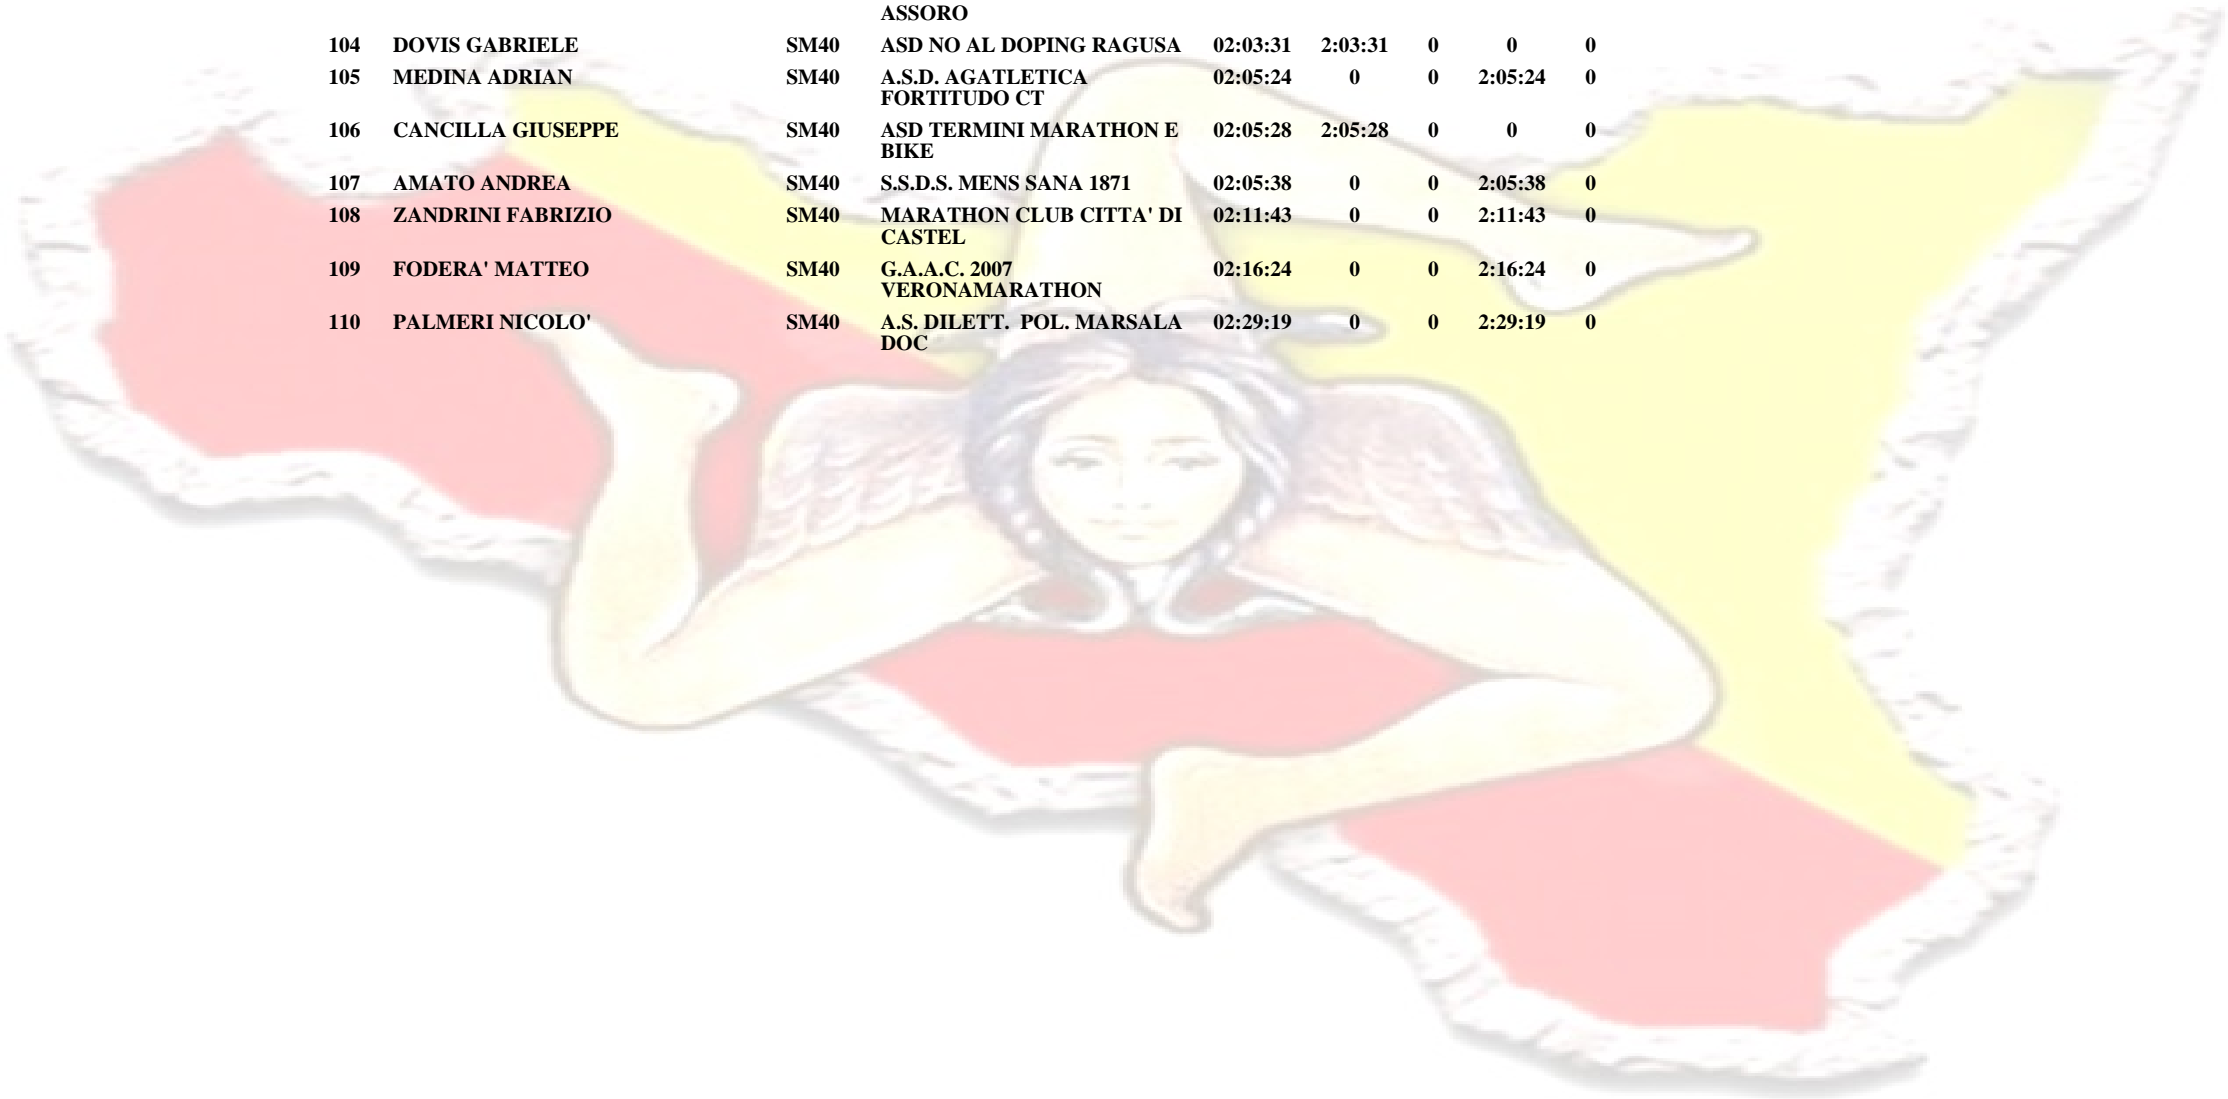 ASSORO
104 DOVIS GABRIELE SM40 ASD NO AL DOPING RAGUSA 02:03:31 2:03:31 0 0 0
105 MEDINA ADRIAN SM40 A.S.D. AGATLETICA 02:05:24 0 0 2:05:24 0
FORTITUDO CT
106 CANCILLA GIUSEPPE SM40 ASD TERMINI MARATHON E 02:05:28 2:05:28 0 0 0
BIKE
107 AMATO ANDREA SM40 S.S.D.S. MENS SANA 1871 02:05:38 0 0 2:05:38 0
108 ZANDRINI FABRIZIO SM40 MARATHON CLUB CITTA' DI 02:11:43 0 0 2:11:43 0
CASTEL
109 FODERA' MATTEO SM40 G.A.A.C. 2007 02:16:24 0 0 2:16:24 0
VERONAMARATHON
110 PALMERI NICOLO' SM40 A.S. DILETT. POL. MARSALA 02:29:19 0 0 2:29:19 0
DOC